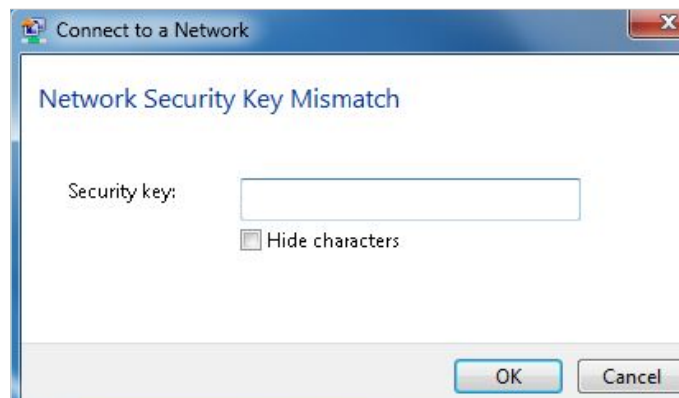 Connect to a Network
Network Security Key Mismatch
Security key:
Hide characters
OK
Cancel